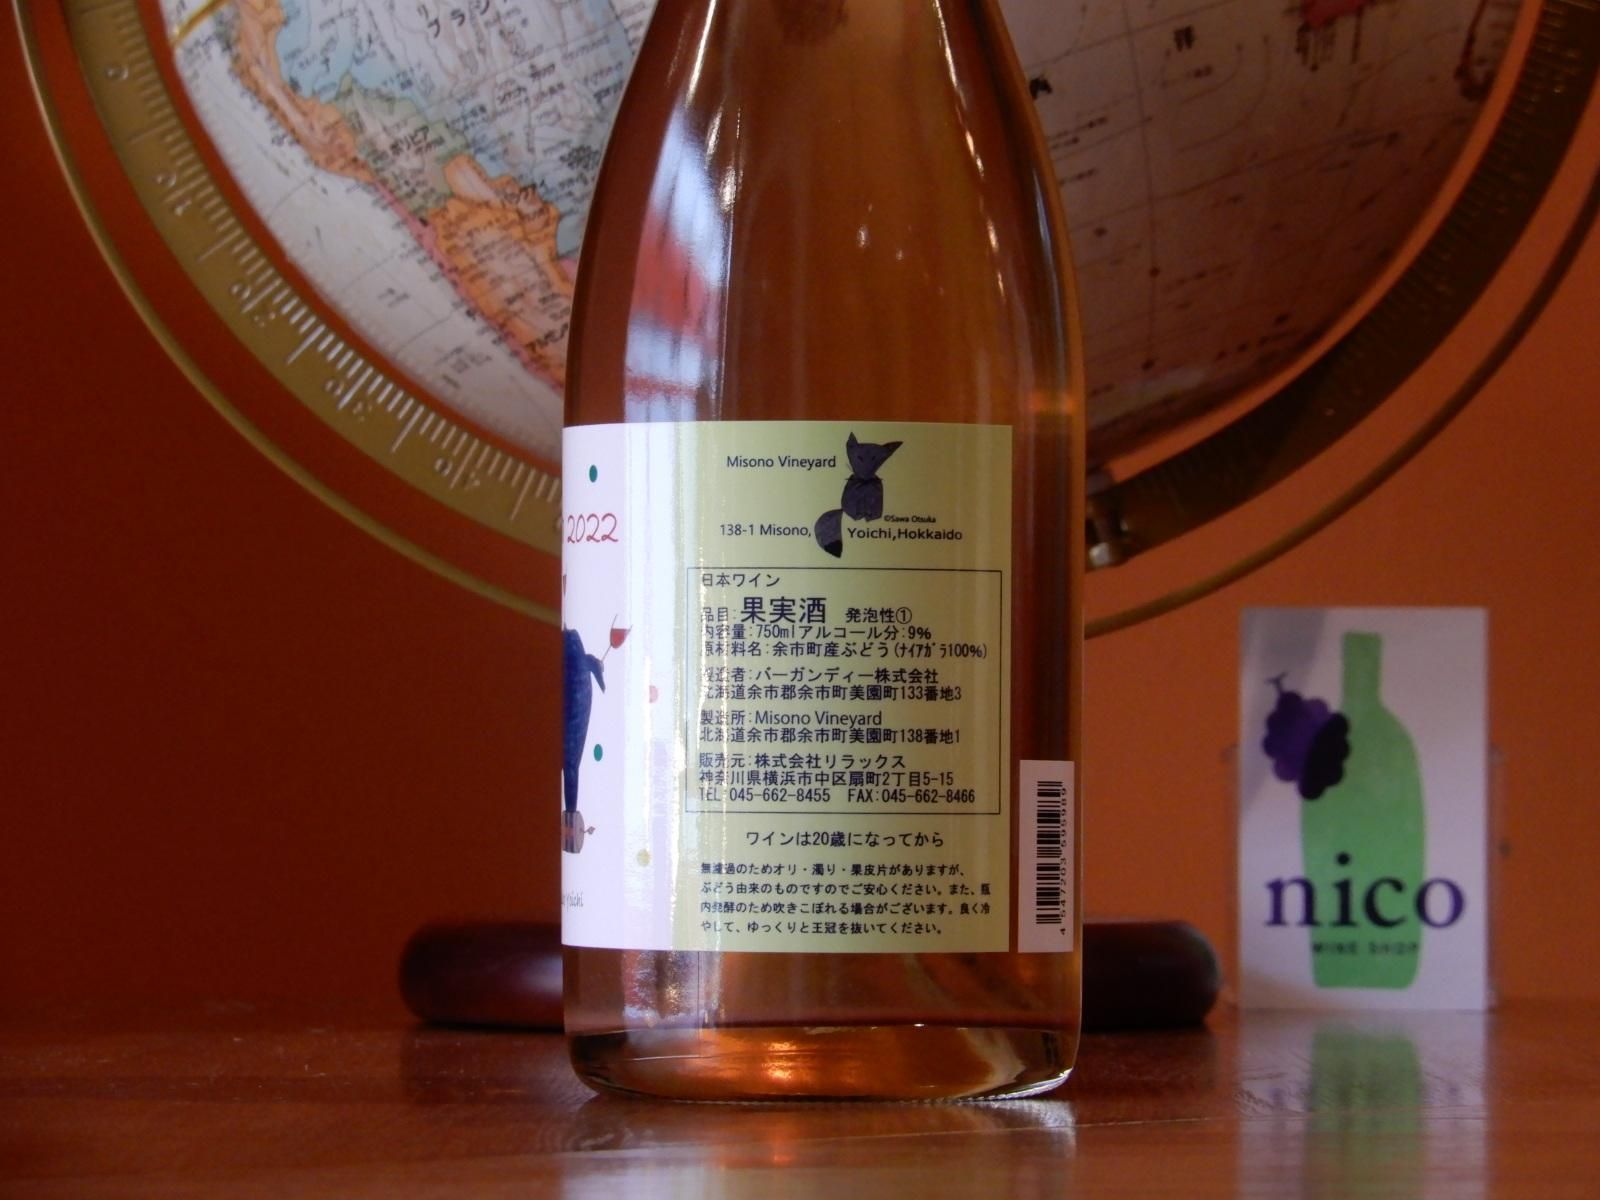 2022
Misono Vineyard
©Sawa Otsuka
138-1 Misono, Yoichi,Hokkaido
日本ワイン
品目:果実酒 発泡性①
内容量:750ml アルコール分:9%
原材料名:余市町産ぶどう(ﾅｲｱｶﾞﾗ100%)
製造者:バーガンディー株式会社
北海道余市郡余市町美園町133番地3
製造所:Misono Vineyard
北海道余市郡余市町美園町138番地1
販売元:株式会社リラックス
神奈川県横浜市中区扇町2丁目5-15
TEL:045-662-8455 FAX:045-662-8466
ワインは20歳になってから
無濾過のためオリ・濁り・果皮片がありますが、
ぶどう由来のものですのでご安心ください。また、瓶
内発酵のため吹きこぼれる場合がございます。良く冷
やして、ゆっくりと王冠を抜いてください。
4 547203 595989
nico
WINE SHOP